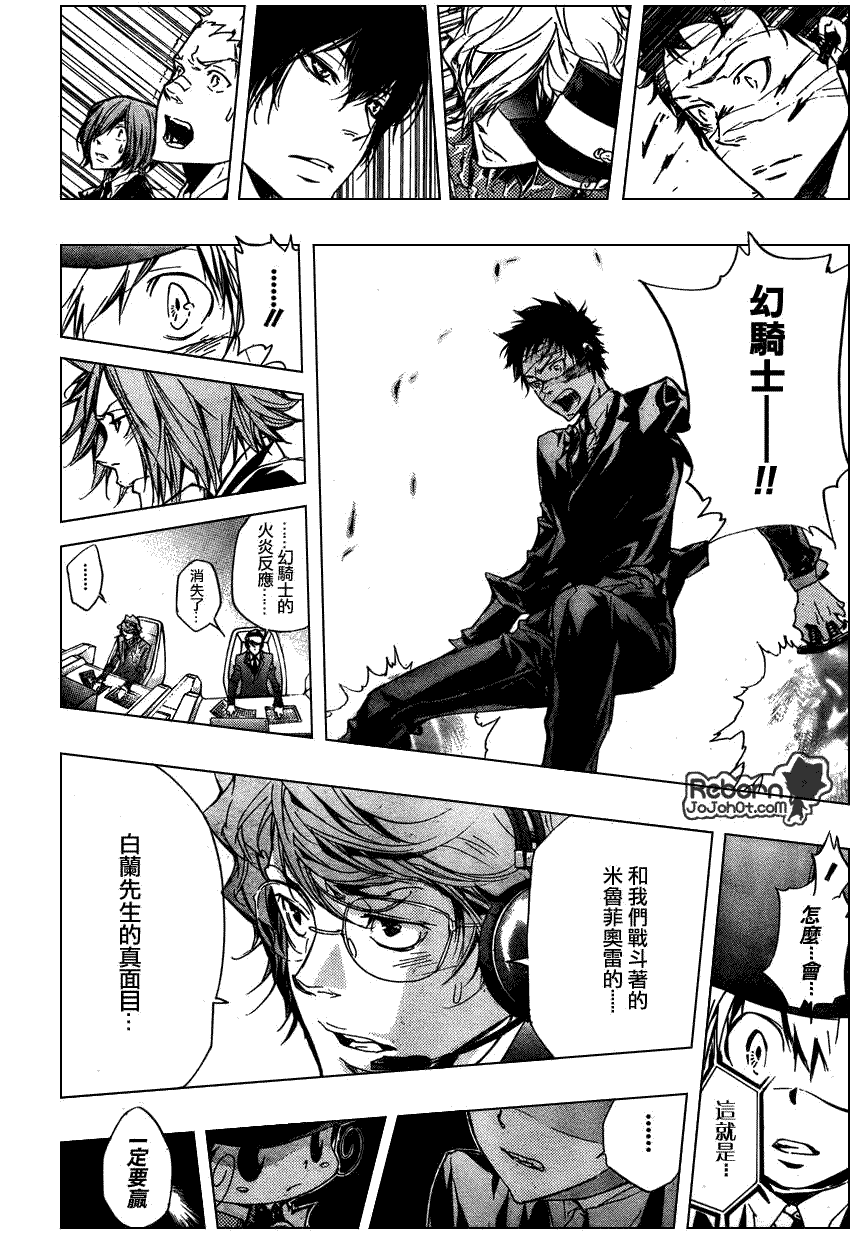 幻騎士——!!
……!!
……幻騎士的
火炎反應……
消失了…
……
Reborn
JoJoHOt.com
！怎麼…會…
這就是…
和我們戰斗著的
米魯菲奧雷的……
白蘭先生的真面目…
……
一定要贏